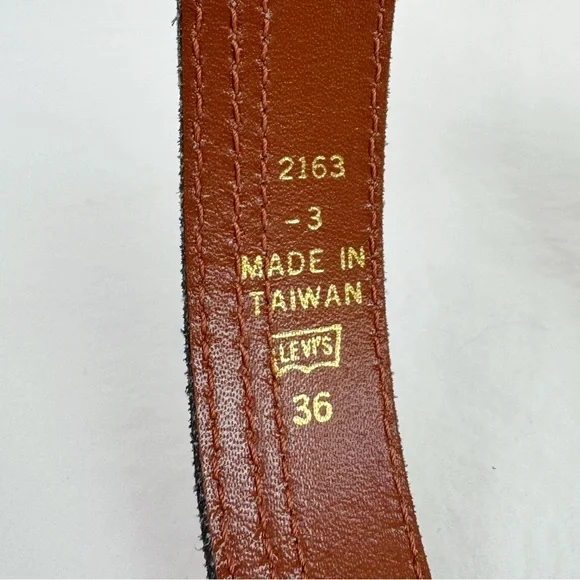 2163
-3
MADE IN
TAIWAN
LEVI'S
36